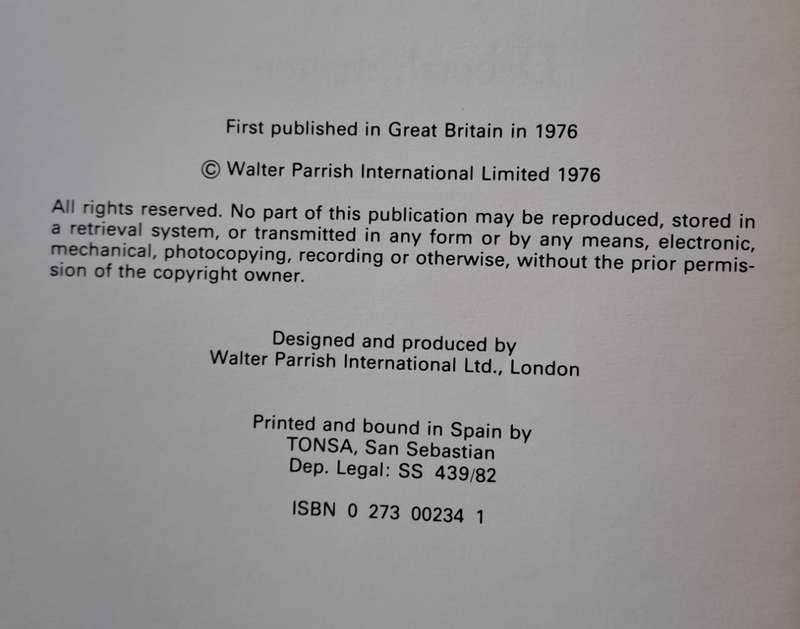 First published in Great Britain in 1976
© Walter Parrish International Limited 1976
All rights reserved. No part of this publication may be reproduced, stored in
a retrieval system, or transmitted in any form or by any means, electronic,
mechanical, photocopying, recording or otherwise, without the prior permis-
sion of the copyright owner.
Designed and produced by
Walter Parrish International Ltd., London
Printed and bound in Spain by
TONSA, San Sebastian
Dep. Legal: SS 439/82
ISBN 0 273 00234 1